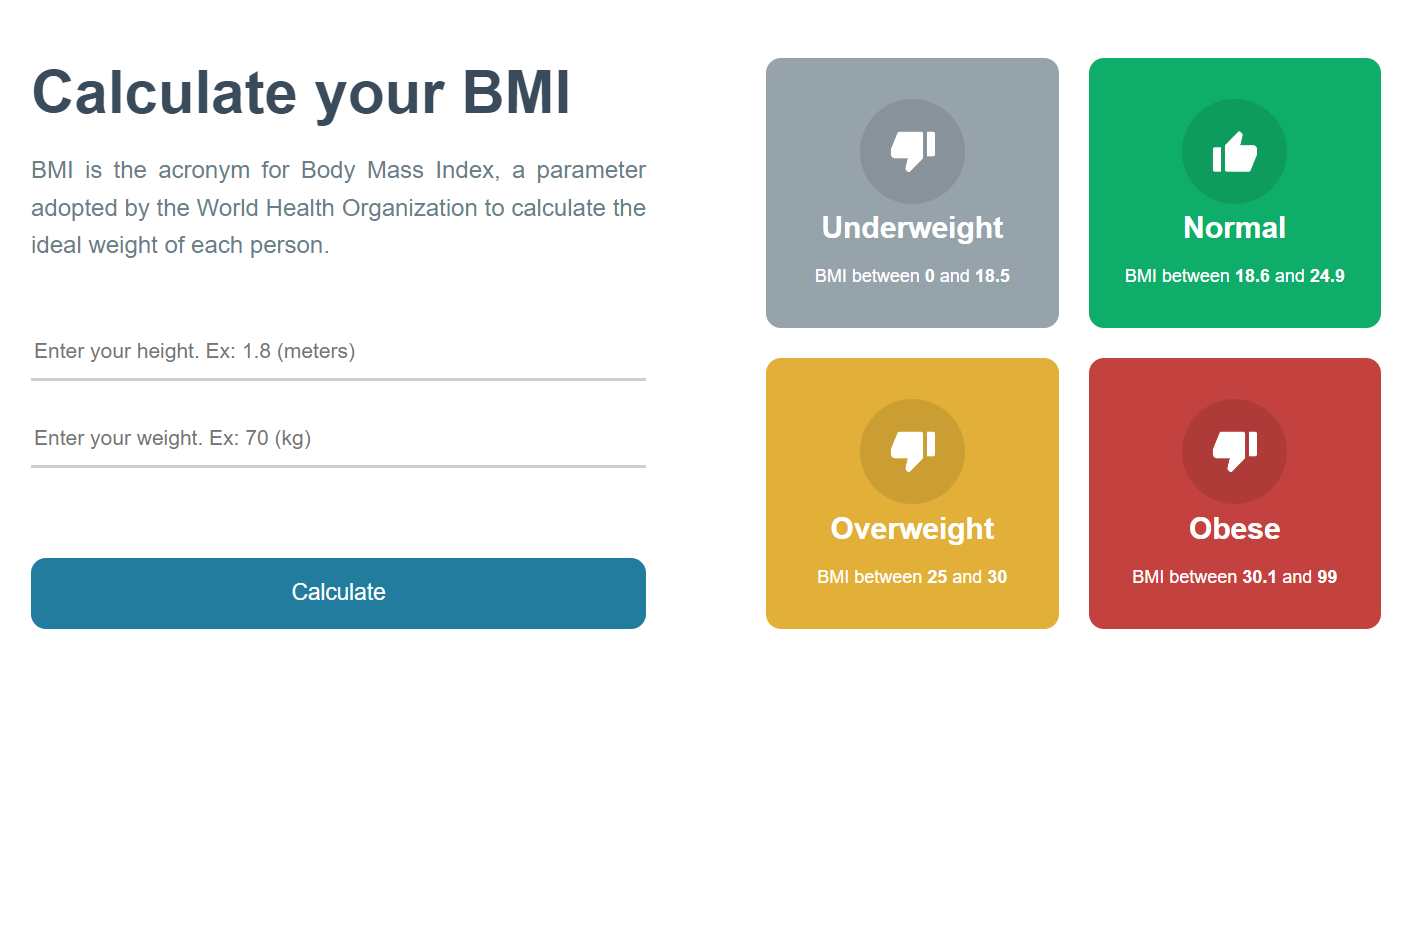 Calculate your BMI
BMI is the acronym for Body Mass Index, a parameter
adopted by the World Health Organization to calculate the
ideal weight of each person.
Enter your height. Ex: 1.8 (meters)
Enter your weight. Ex: 70 (kg)
Calculate
Underweight
BMI between 0 and 18.5
Normal
BMI between 18.6 and 24.9
Overweight
BMI between 25 and 30
Obese
BMI between 30.1 and 99